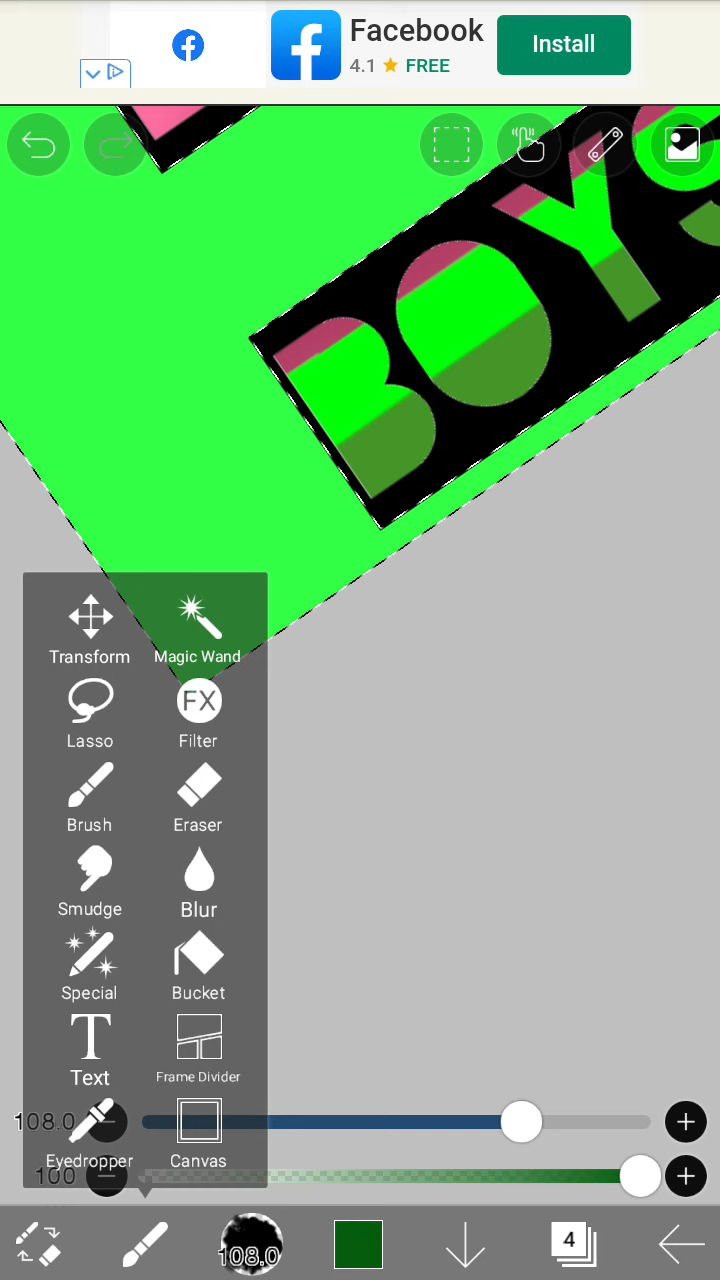 Facebook
4.1 FREE
Install
BOY
Transform
Magic Wand
Lasso
FX
Filter
Brush
Eraser
Smudge
Blur
Special
Bucket
T
Text
Frame Divider
108.0
Eyedropper
Canvas
100
108.0
4